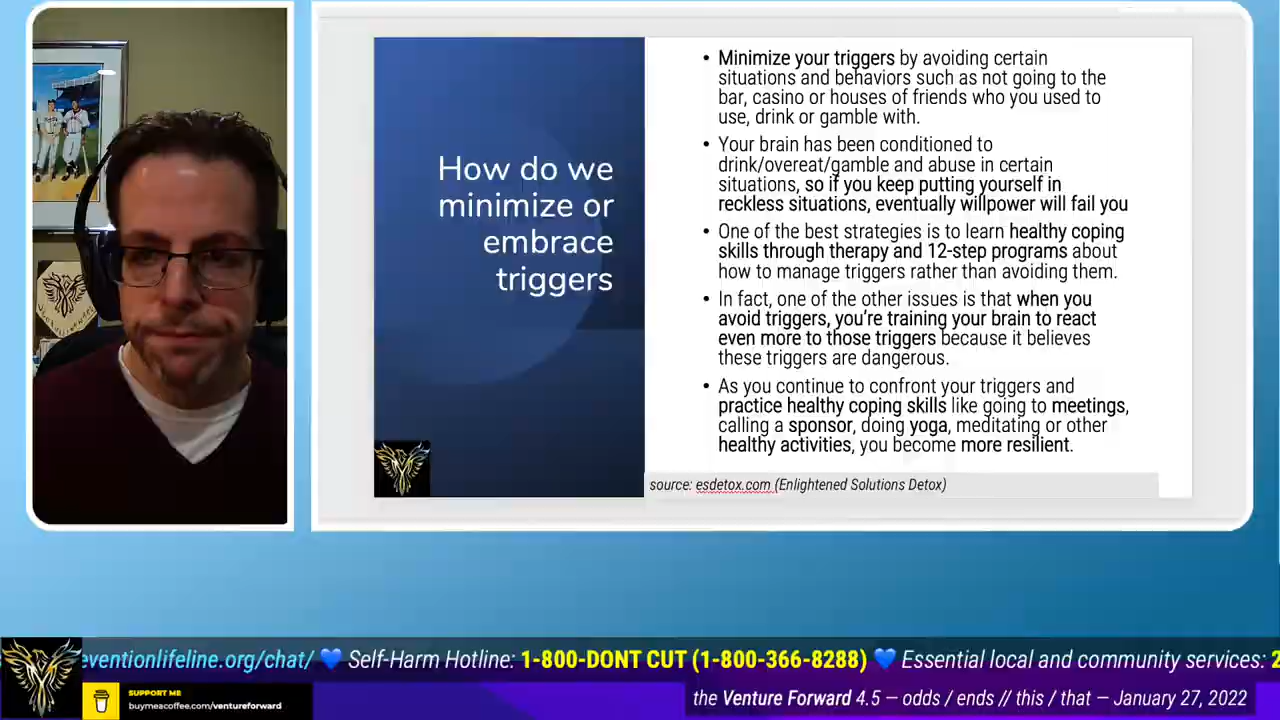 How do we
minimize or
embrace
triggers
• Minimize your triggers by avoiding certain
situations and behaviors such as not going to the
bar, casino or houses of friends who you used to
use, drink or gamble with.
• Your brain has been conditioned to
drink/overeat/gamble and abuse in certain
situations, so if you keep putting yourself in
reckless situations, eventually willpower will fail you
• One of the best strategies is to learn healthy coping
skills through therapy and 12-step programs about
how to manage triggers rather than avoiding them.
• In fact, one of the other issues is that when you
avoid triggers, you're training your brain to react
even more to those triggers because it believes
these triggers are dangerous.
• As you continue to confront your triggers and
practice healthy coping skills like going to meetings,
calling a sponsor, doing yoga, meditating or other
healthy activities, you become more resilient.
source: esdetox.com (Enlightened Solutions Detox)
eventionlifeline.org/chat/ 💙 Self-Harm Hotline: 1-800-DONT CUT (1-800-366-8288) 💙 Essential local and community services: 2
SUPPORT ME
buymeacoffee.com/ventureforward
the Venture Forward 4.5 — odds / ends // this / that — January 27, 2022